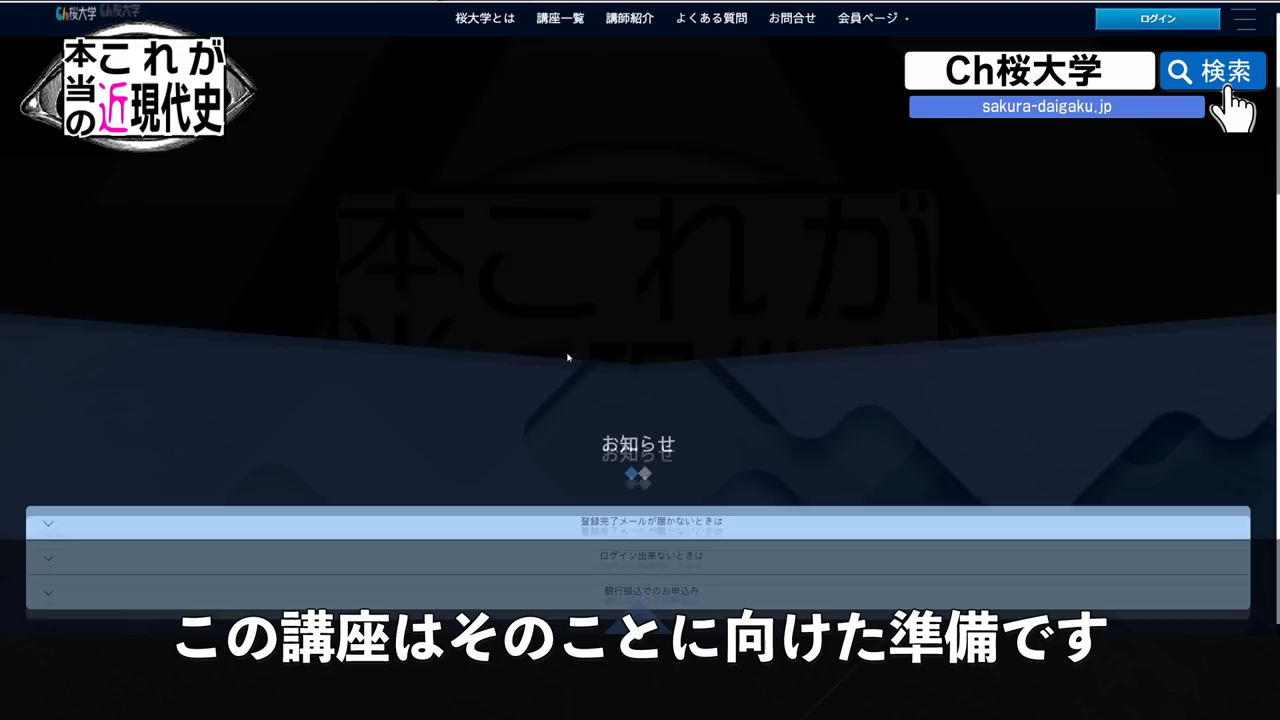 Ch桜大学
桜大学とは 講座一覧 講師紹介 よくある質問 お問合せ 会員ページ
ログイン
これが
本当の
近現代史
Ch桜大学
検索
sakura-daigaku.jp
本これが
お知らせ
登録完了メールが届かないときは
ログイン出来ないときは
銀行振込でのお申込み
この講座はそのことに向けた準備です